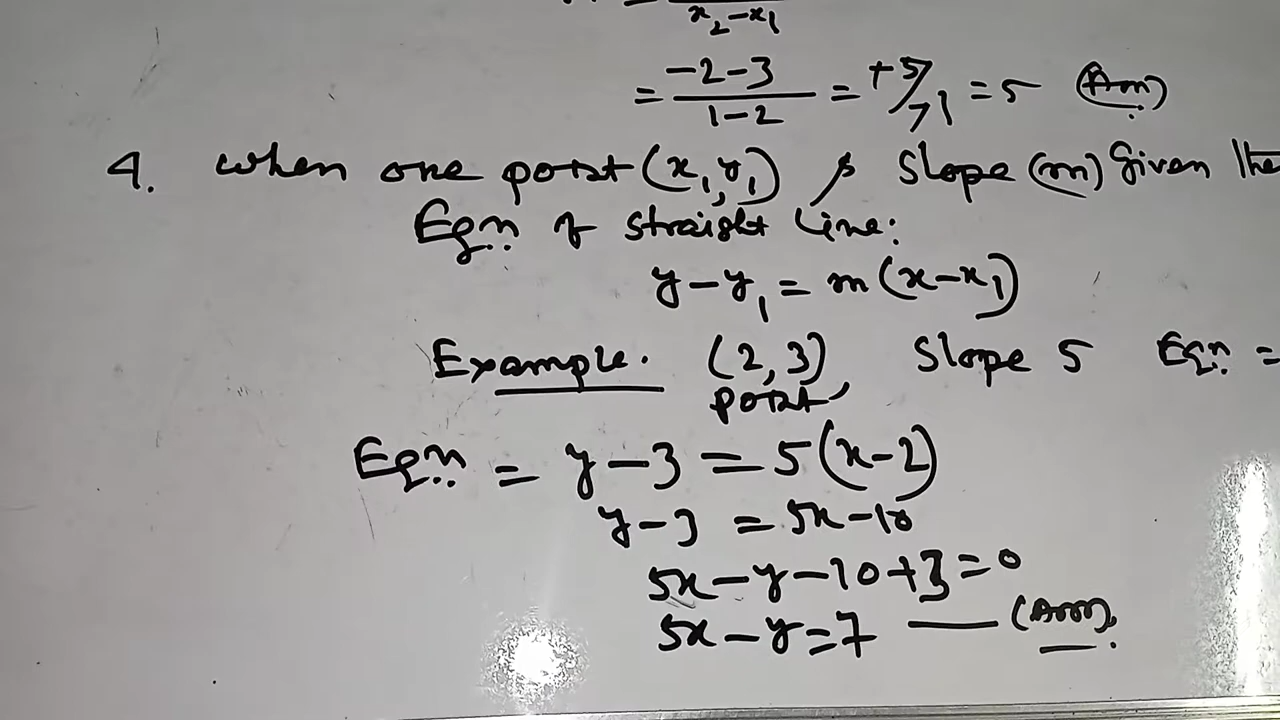 x₂-x₁
= -2-3 / 1-2 = +5/+1 = 5 (Ans)
4. When one point (x₁, y₁) & Slope (m) Given the
Eqn. of straight line:
y-y₁ = m(x-x₁)
Example. (2,3) Slope 5 Eqn =
point,
Eqn. = y-3 = 5(x-2)
y-3 = 5x-10
5x-y-10+3=0
5x-y=7 (Ans).